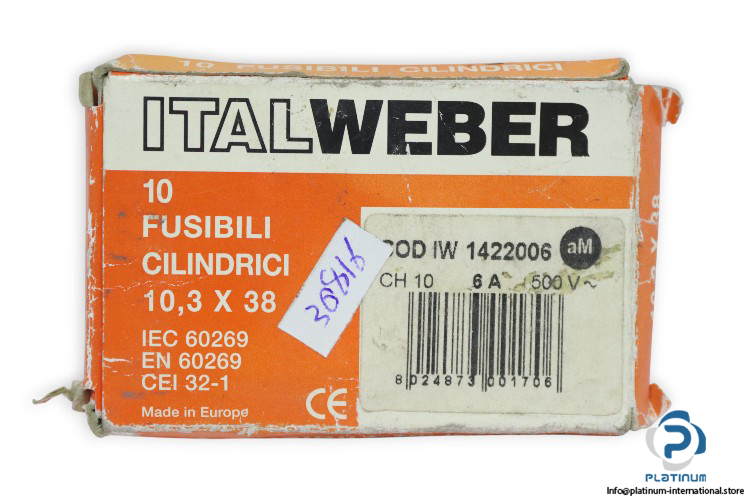 10 FUSIBILI CILINDRICI
ITALWEBER
10
FUSIBILI
CILINDRICI
10,3 X 38
IEC 60269
EN 60269
CEI 32-1
Made in Europe
CE
COD IW 1422006 aM
CH 10 6 A 500 V~
8 024873 001706
X 38
PLATINUM
Info@platinum-international.store